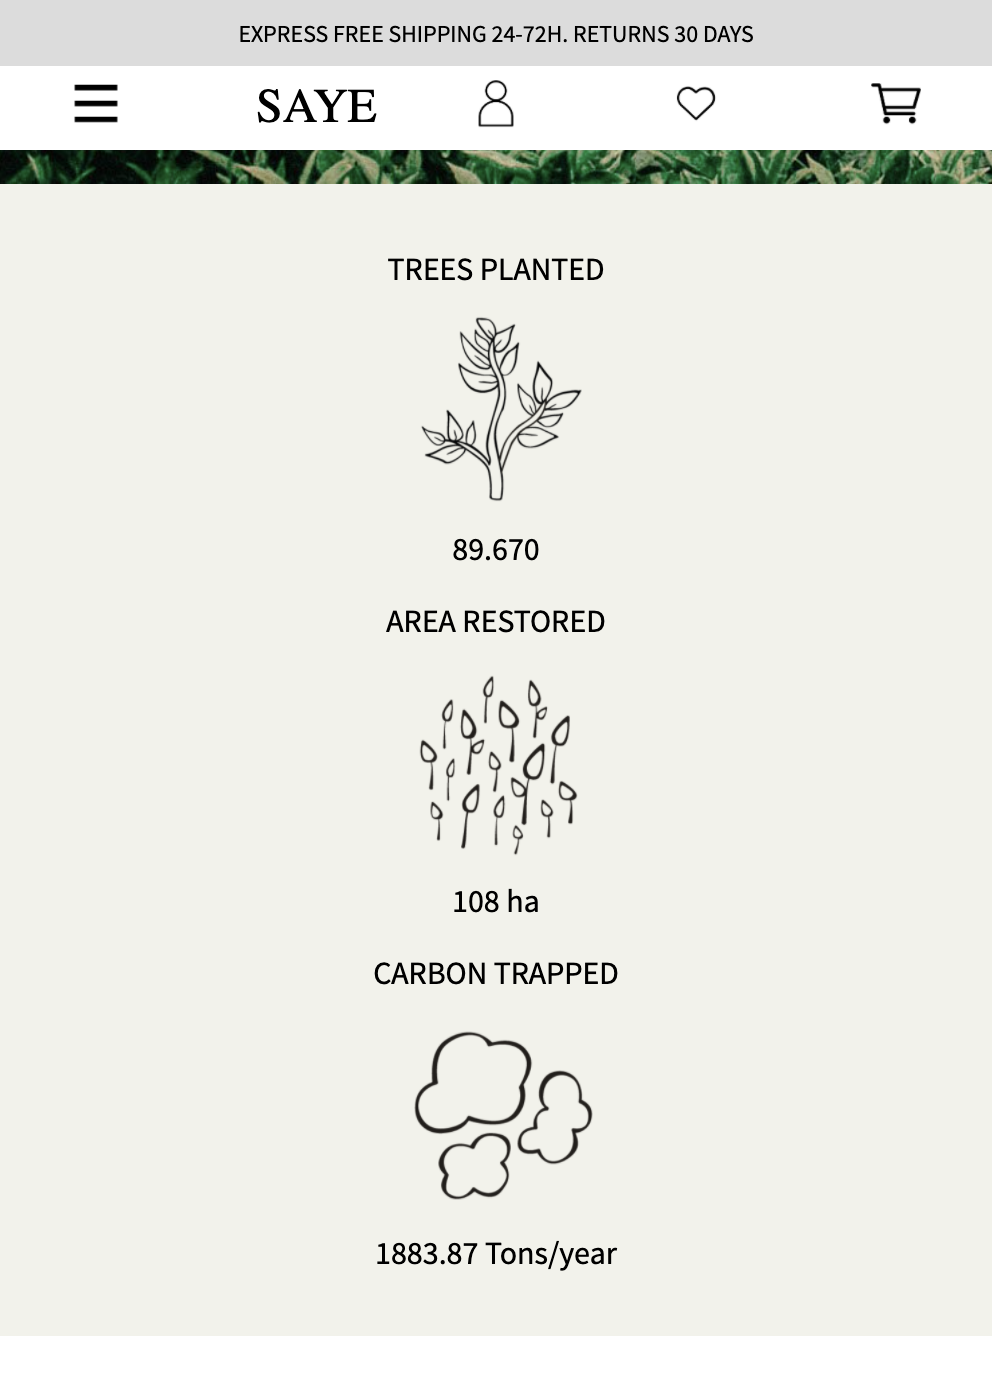 EXPRESS FREE SHIPPING 24-72H. RETURNS 30 DAYS
SAYE
TREES PLANTED
89.670
AREA RESTORED
108 ha
CARBON TRAPPED
1883.87 Tons/year